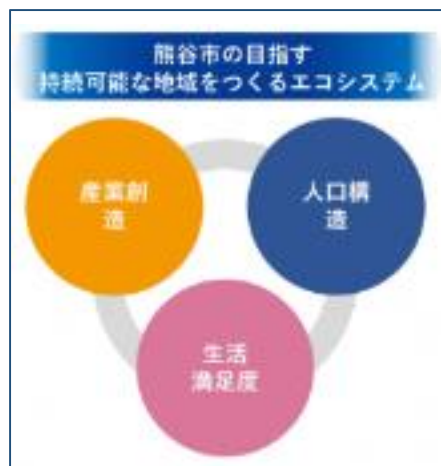 熊谷市の目指す
持続可能な地域をつくるエコシステム
産業創
造
人口構
造
生活
満足度